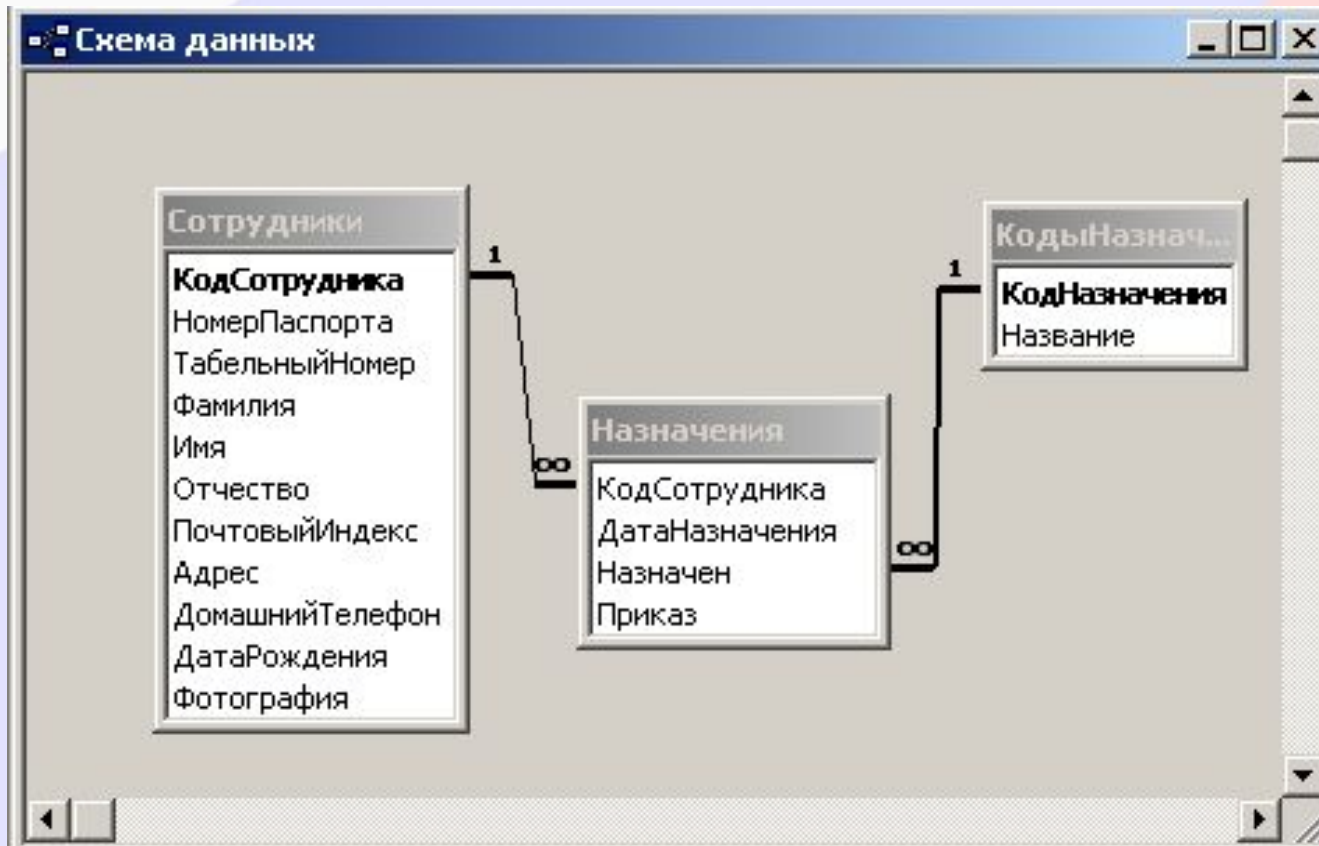 Схема данных
Сотрудники
КодСотрудника
НомерПаспорта
ТабельныйНомер
Фамилия
Имя
Отчество
ПочтовыйИндекс
Адрес
ДомашнийТелефон
ДатаРождения
Фотография
1
∞
Назначения
КодСотрудника
ДатаНазначения
Назначен
Приказ
∞
1
КодыНазнач...
КодНазначения
Название